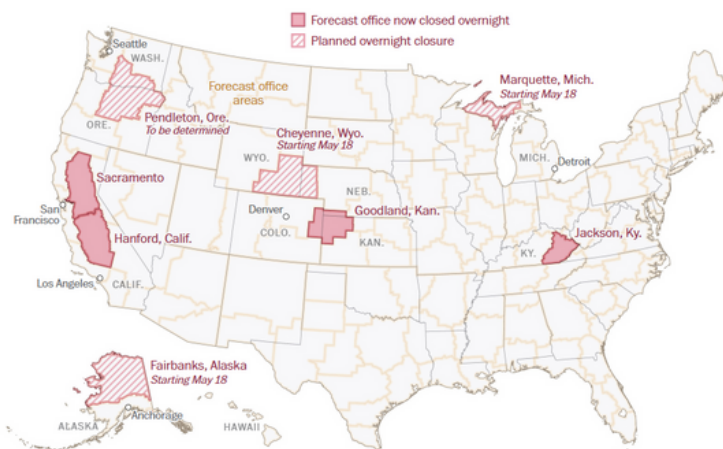 Forecast office now closed overnight
Planned overnight closure
Seattle
WASH.
Forecast office
areas
Marquette, Mich.
Starting May 18
Pendleton, Ore.
To be determined
ORE.
Cheyenne, Wyo.
Starting May 18
WYO.
MICH.
Detroit
Sacramento
NEB.
San
Francisco
Denver
Goodland, Kan.
Hanford, Calif.
COLO.
KAN.
Jackson, Ky.
KY.
Los Angeles
CALIF.
Fairbanks, Alaska
Starting May 18
Anchorage
ALASKA
HAWAII